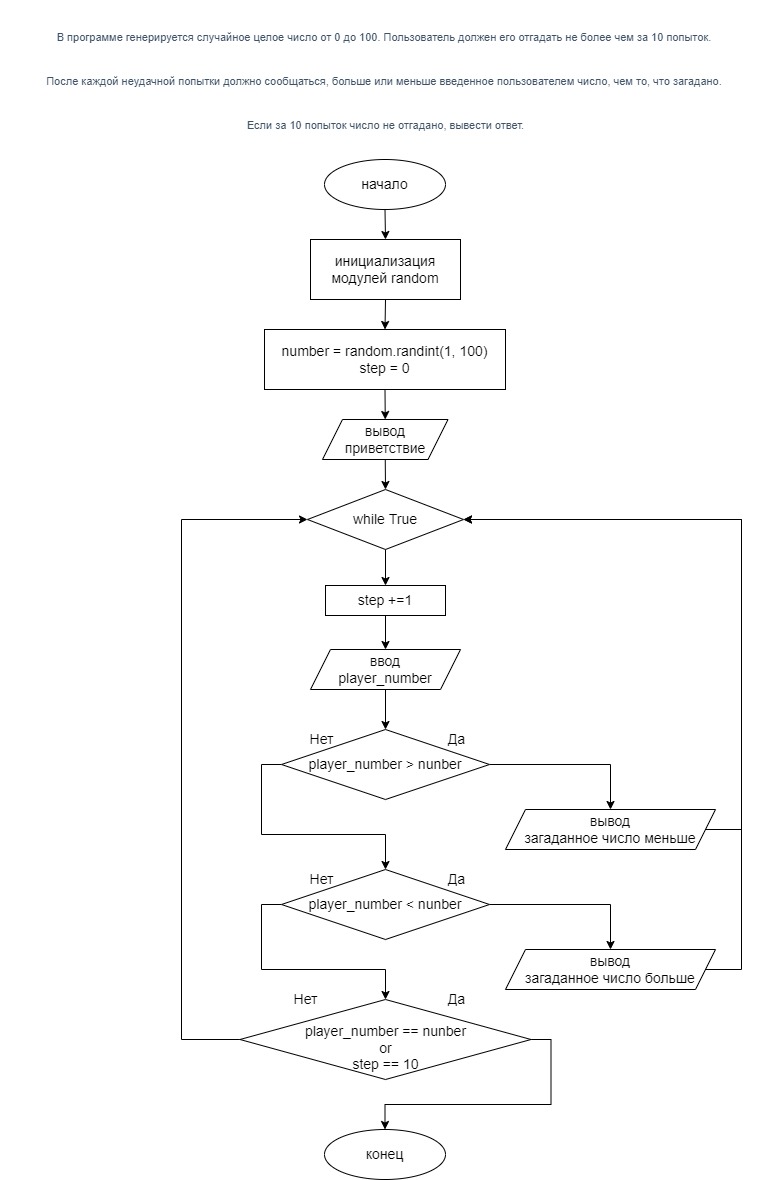 В программе генерируется случайное целое число от 0 до 100. Пользователь должен его отгадать не более чем за 10 попыток.
После каждой неудачной попытки должно сообщаться, больше или меньше введенное пользователем число, чем то, что загадано.
Если за 10 попыток число не отгадано, вывести ответ.
начало
инициализация
модулей random
number = random.randint(1, 100)
step = 0
вывод
приветствие
while True
step +=1
ввод
player_number
Нет
Да
player_number > nunber
вывод
загаданное число меньше
Нет
Да
player_number < nunber
вывод
загаданное число больше
Нет
Да
player_number == nunber
or
step == 10
конец